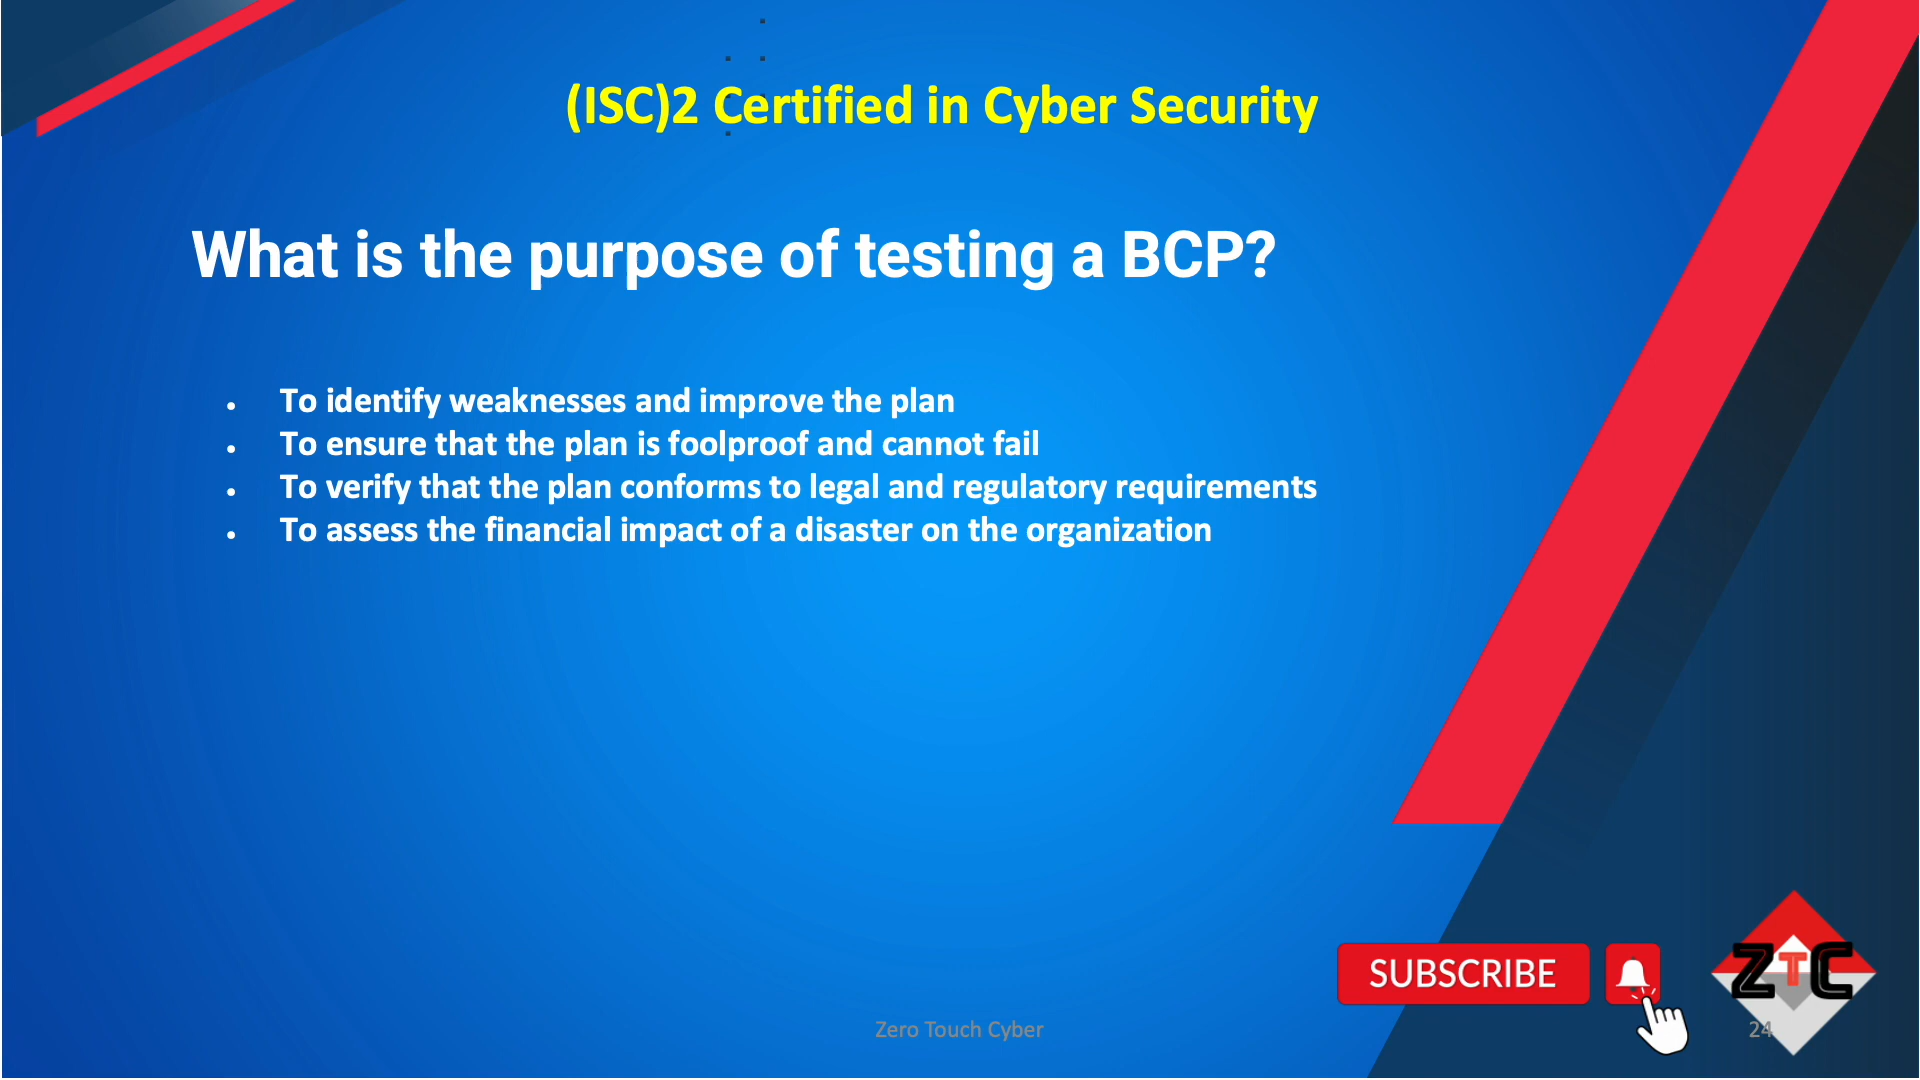 (ISC)2 Certified in Cyber Security
What is the purpose of testing a BCP?
• To identify weaknesses and improve the plan
• To ensure that the plan is foolproof and cannot fail
• To verify that the plan conforms to legal and regulatory requirements
• To assess the financial impact of a disaster on the organization
SUBSCRIBE
ZTC
Zero Touch Cyber
24